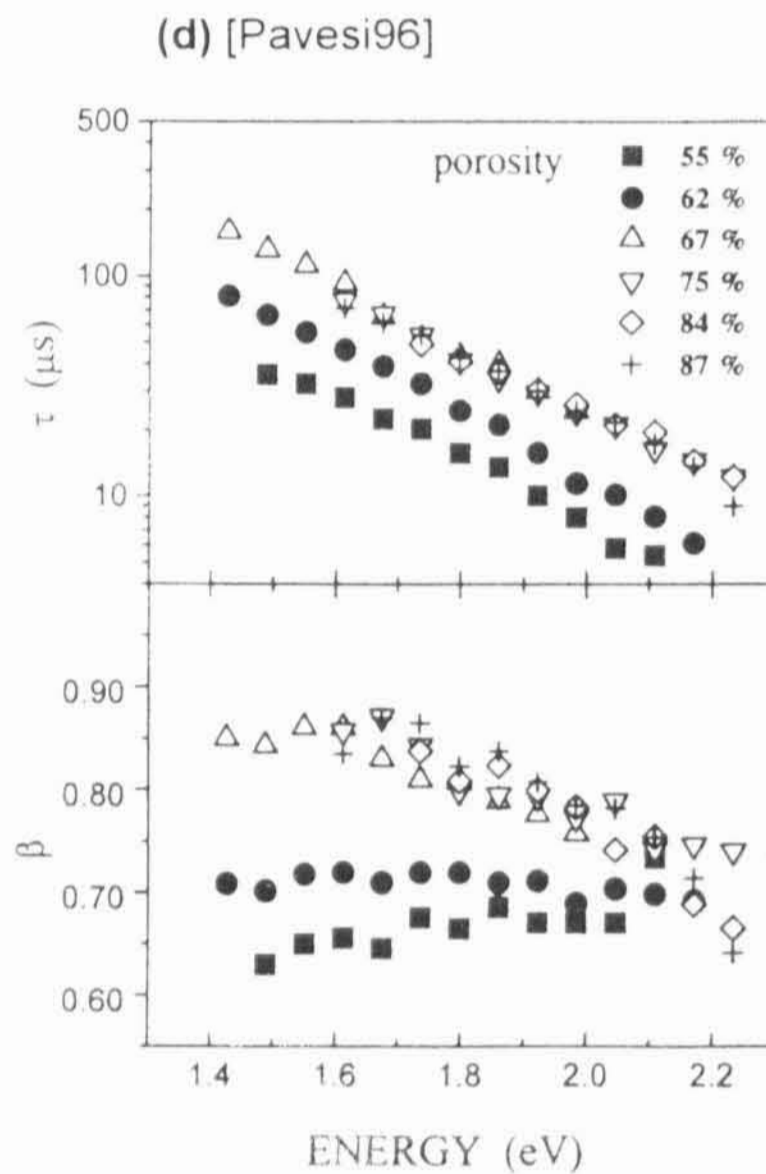 (d) [Pavesi96]
500
100
10
τ (μs)
porosity
55 %
62 %
67 %
75 %
84 %
87 %
0.90
0.80
0.70
0.60
β
1.4 1.6 1.8 2.0 2.2
ENERGY (eV)